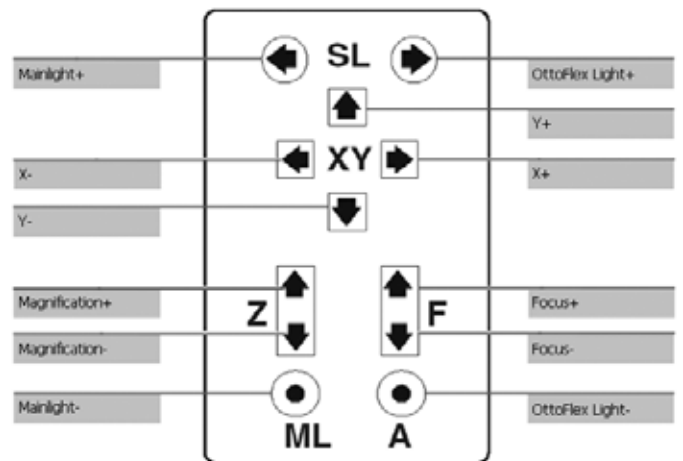 SL
Mainlight+
OttoFlex Light+
Y+
XY
X-
X+
Y-
Magnification+
Z
F
Focus+
Magnification-
Focus-
Mainlight-
OttoFlex Light-
ML
A